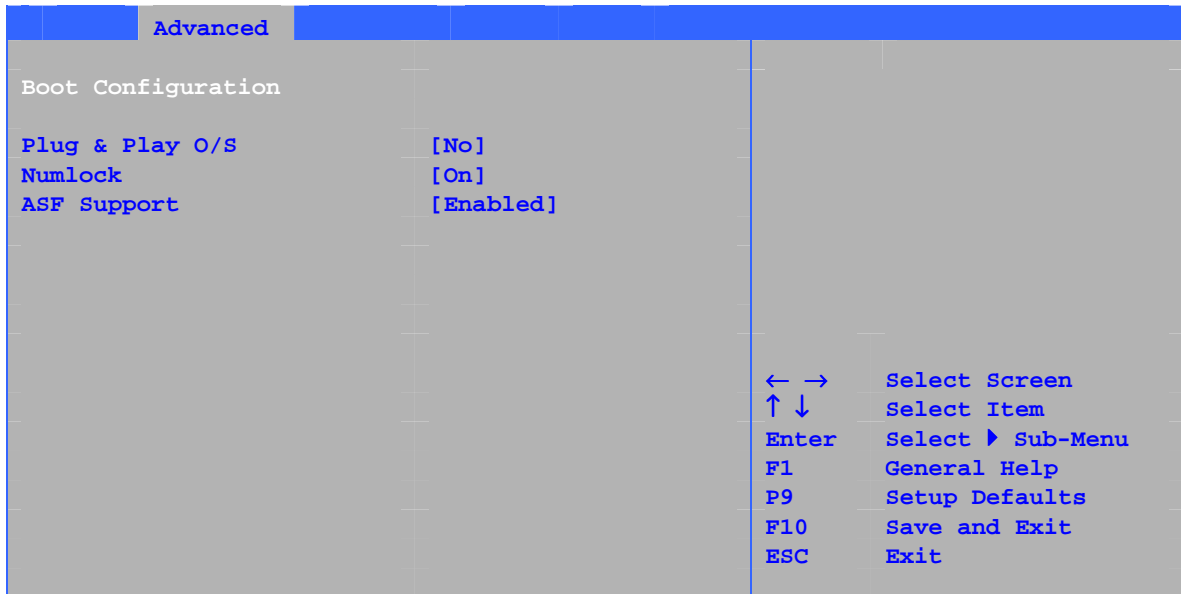 Advanced
Boot Configuration
Plug & Play O/S [No]
Numlock [On]
ASF Support [Enabled]
← → Select Screen
↑ ↓ Select Item
Enter Select ▶ Sub-Menu
F1 General Help
P9 Setup Defaults
F10 Save and Exit
ESC Exit